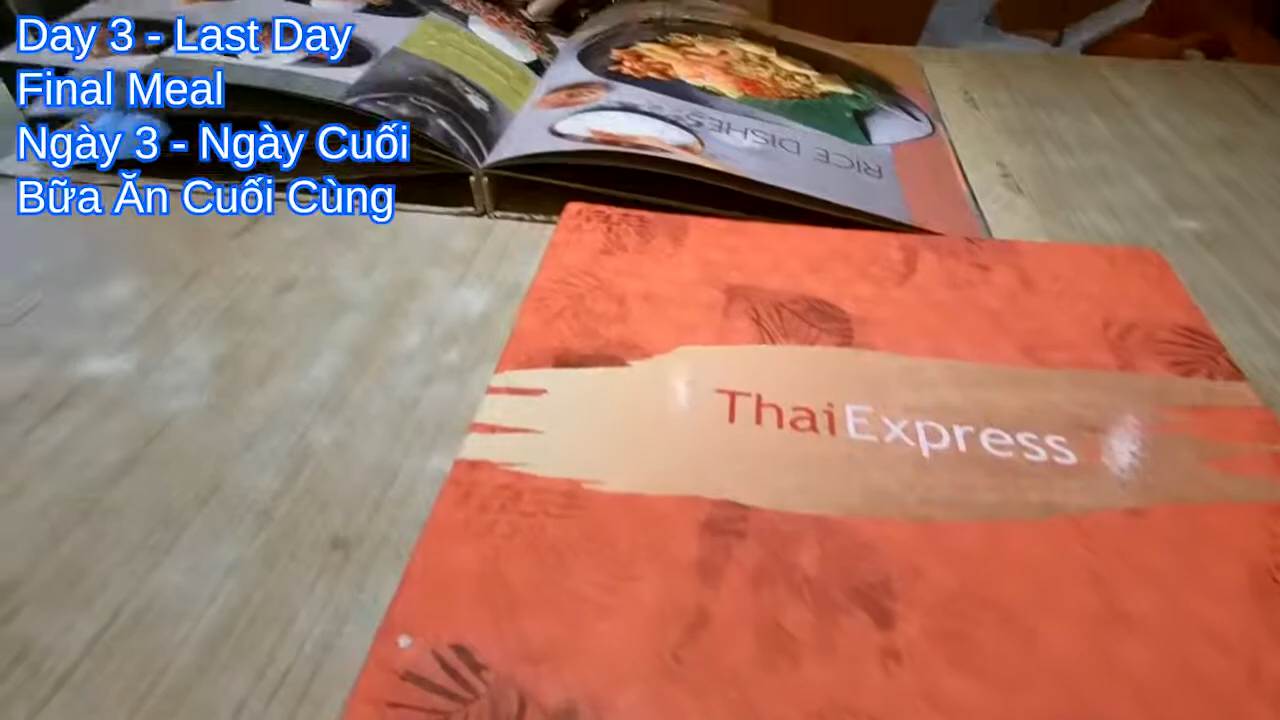 Day 3 - Last Day
Final Meal
Ngày 3 - Ngày Cuối
Bữa Ăn Cuối Cùng
RICE DISHES
ThaiExpress